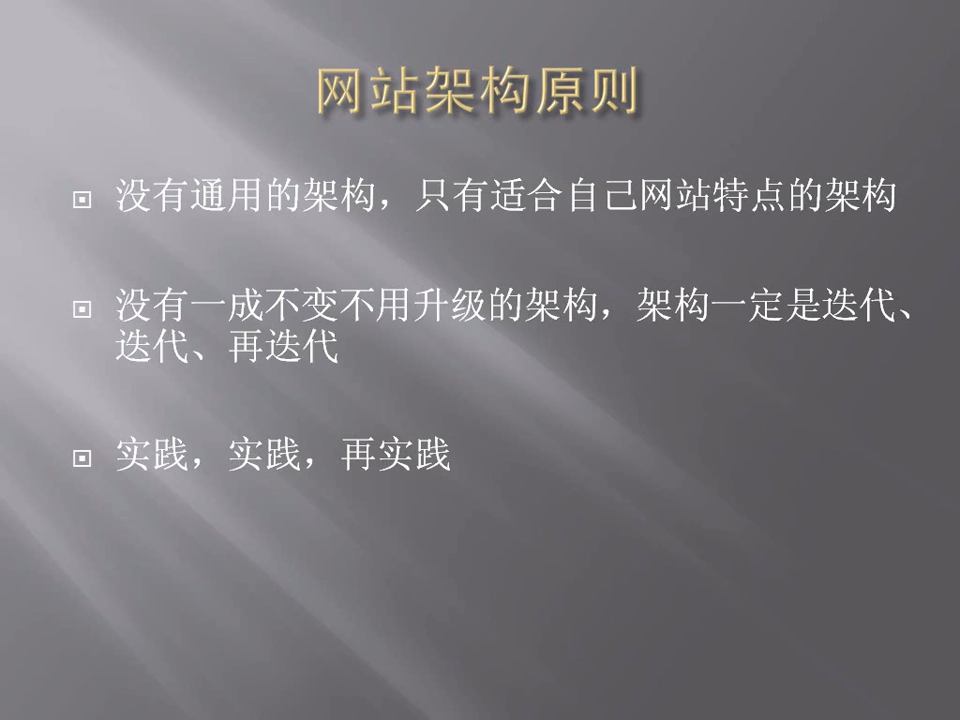 网站架构原则
没有通用的架构，只有适合自己网站特点的架构
没有一成不变不用升级的架构，架构一定是迭代、
迭代、再迭代
实践，实践，再实践